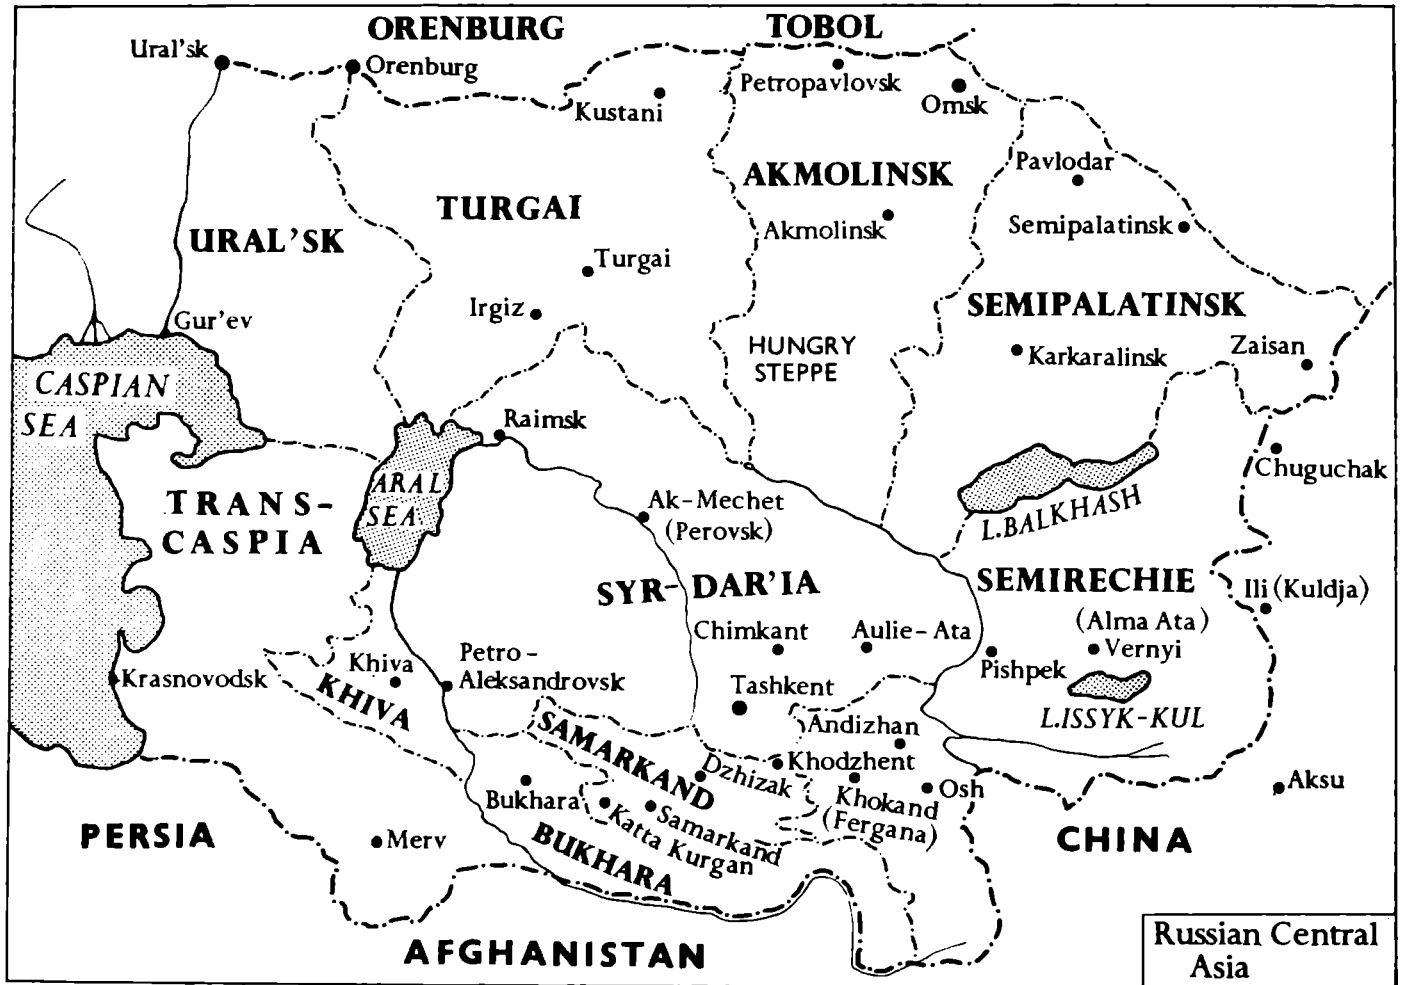 ORENBURG
TOBOL
Ural'sk
Orenburg
Kustani
Petropavlovsk
Omsk
Pavlodar
AKMOLINSK
TURGAI
Akmolinsk
Semipalatinsk
URAL'SK
Turgai
Irgiz
SEMIPALATINSK
Gur'ev
HUNGRY
STEPPE
Karkaralinsk
Zaisan
CASPIAN
SEA
Raimsk
Chuguchak
ARAL
SEA
TRANS-
CASPIA
Ak-Mechet
(Perovsk)
L.BALKHASH
SYR-DAR'IA
SEMIRECHIE
Ili (Kuldja)
Chimkant
Aulie-Ata
(Alma Ata)
Vernyi
Pishpek
Khiva
Petro-
Aleksandrovsk
Krasnovodsk
KHIVA
Tashkent
L.ISSYK-KUL
Andizhan
SAMARKAND
Dzhizak
Khodzhent
Bukhara
Katta Kurgan
Samarkand
Khokand
(Fergana)
Osh
Aksu
PERSIA
Merv
BUKHARA
CHINA
AFGHANISTAN
Russian Central
Asia